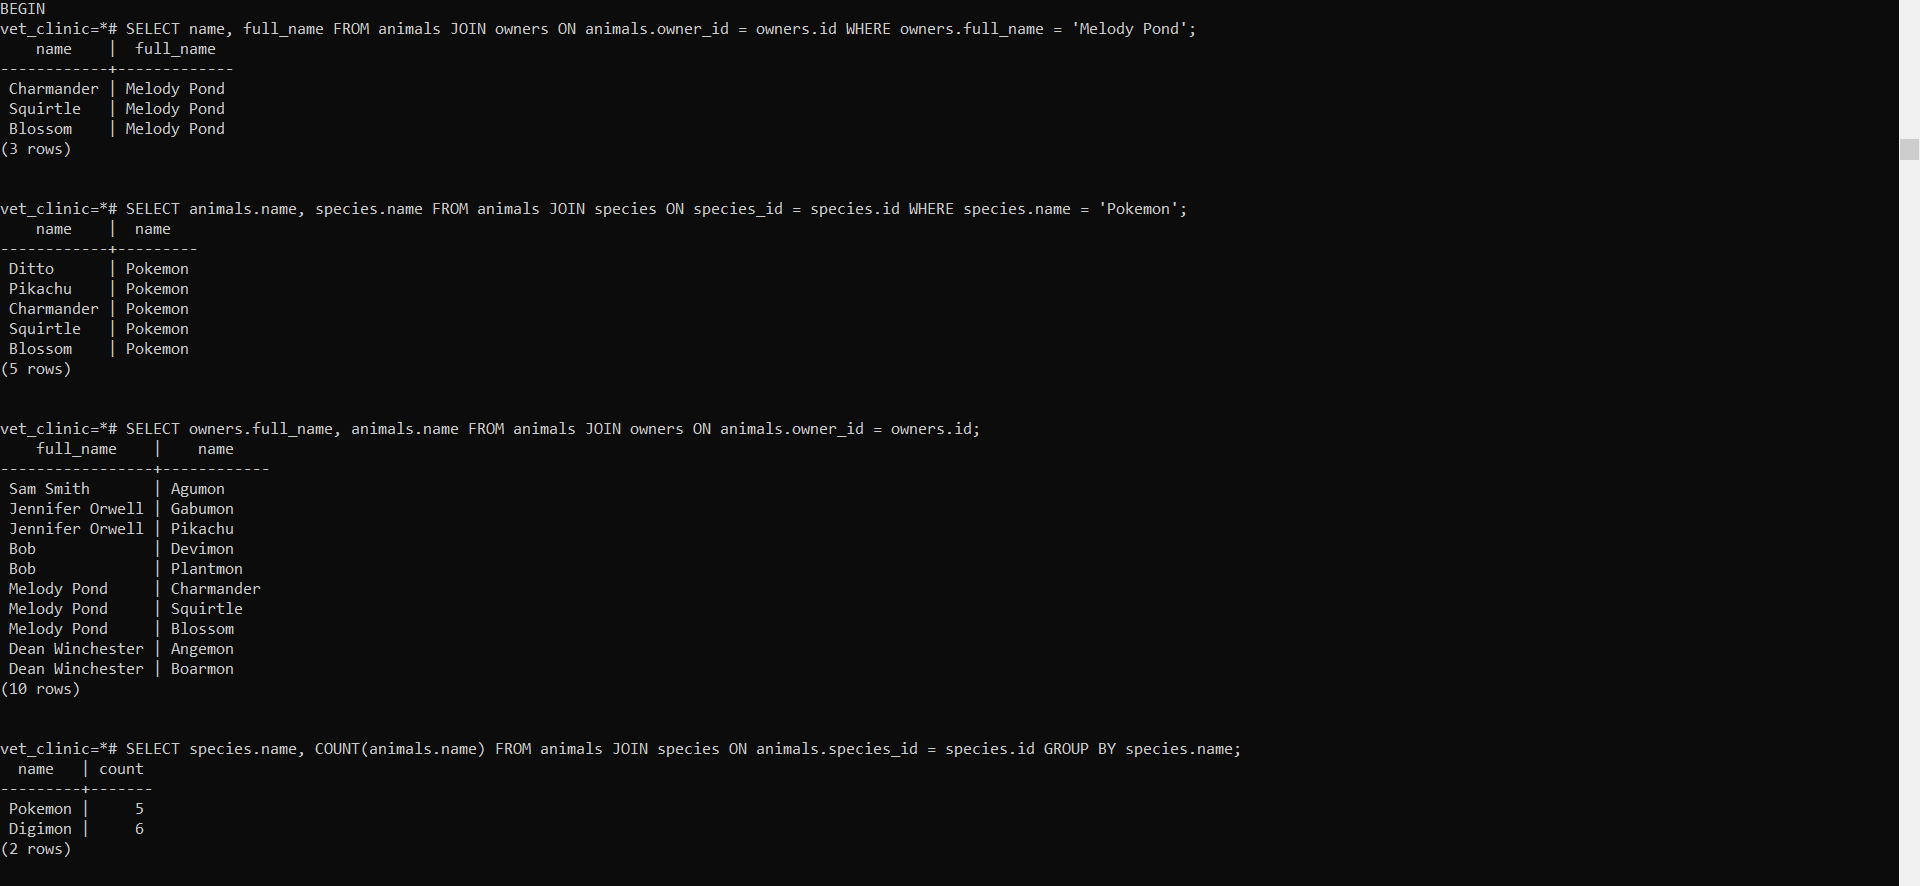 BEGIN
vet_clinic=*# SELECT name, full_name FROM animals JOIN owners ON animals.owner_id = owners.id WHERE owners.full_name = 'Melody Pond';
    name    |  full_name
------------+-------------
 Charmander | Melody Pond
 Squirtle   | Melody Pond
 Blossom    | Melody Pond
(3 rows)
vet_clinic=*# SELECT animals.name, species.name FROM animals JOIN species ON species_id = species.id WHERE species.name = 'Pokemon';
    name    |  name
------------+---------
 Ditto      | Pokemon
 Pikachu    | Pokemon
 Charmander | Pokemon
 Squirtle   | Pokemon
 Blossom    | Pokemon
(5 rows)
vet_clinic=*# SELECT owners.full_name, animals.name FROM animals JOIN owners ON animals.owner_id = owners.id;
    full_name    |    name
-----------------+------------
 Sam Smith       | Agumon
 Jennifer Orwell | Gabumon
 Jennifer Orwell | Pikachu
 Bob             | Devimon
 Bob             | Plantmon
 Melody Pond     | Charmander
 Melody Pond     | Squirtle
 Melody Pond     | Blossom
 Dean Winchester | Angemon
 Dean Winchester | Boarmon
(10 rows)
vet_clinic=*# SELECT species.name, COUNT(animals.name) FROM animals JOIN species ON animals.species_id = species.id GROUP BY species.name;
  name   | count
---------+-------
 Pokemon |     5
 Digimon |     6
(2 rows)